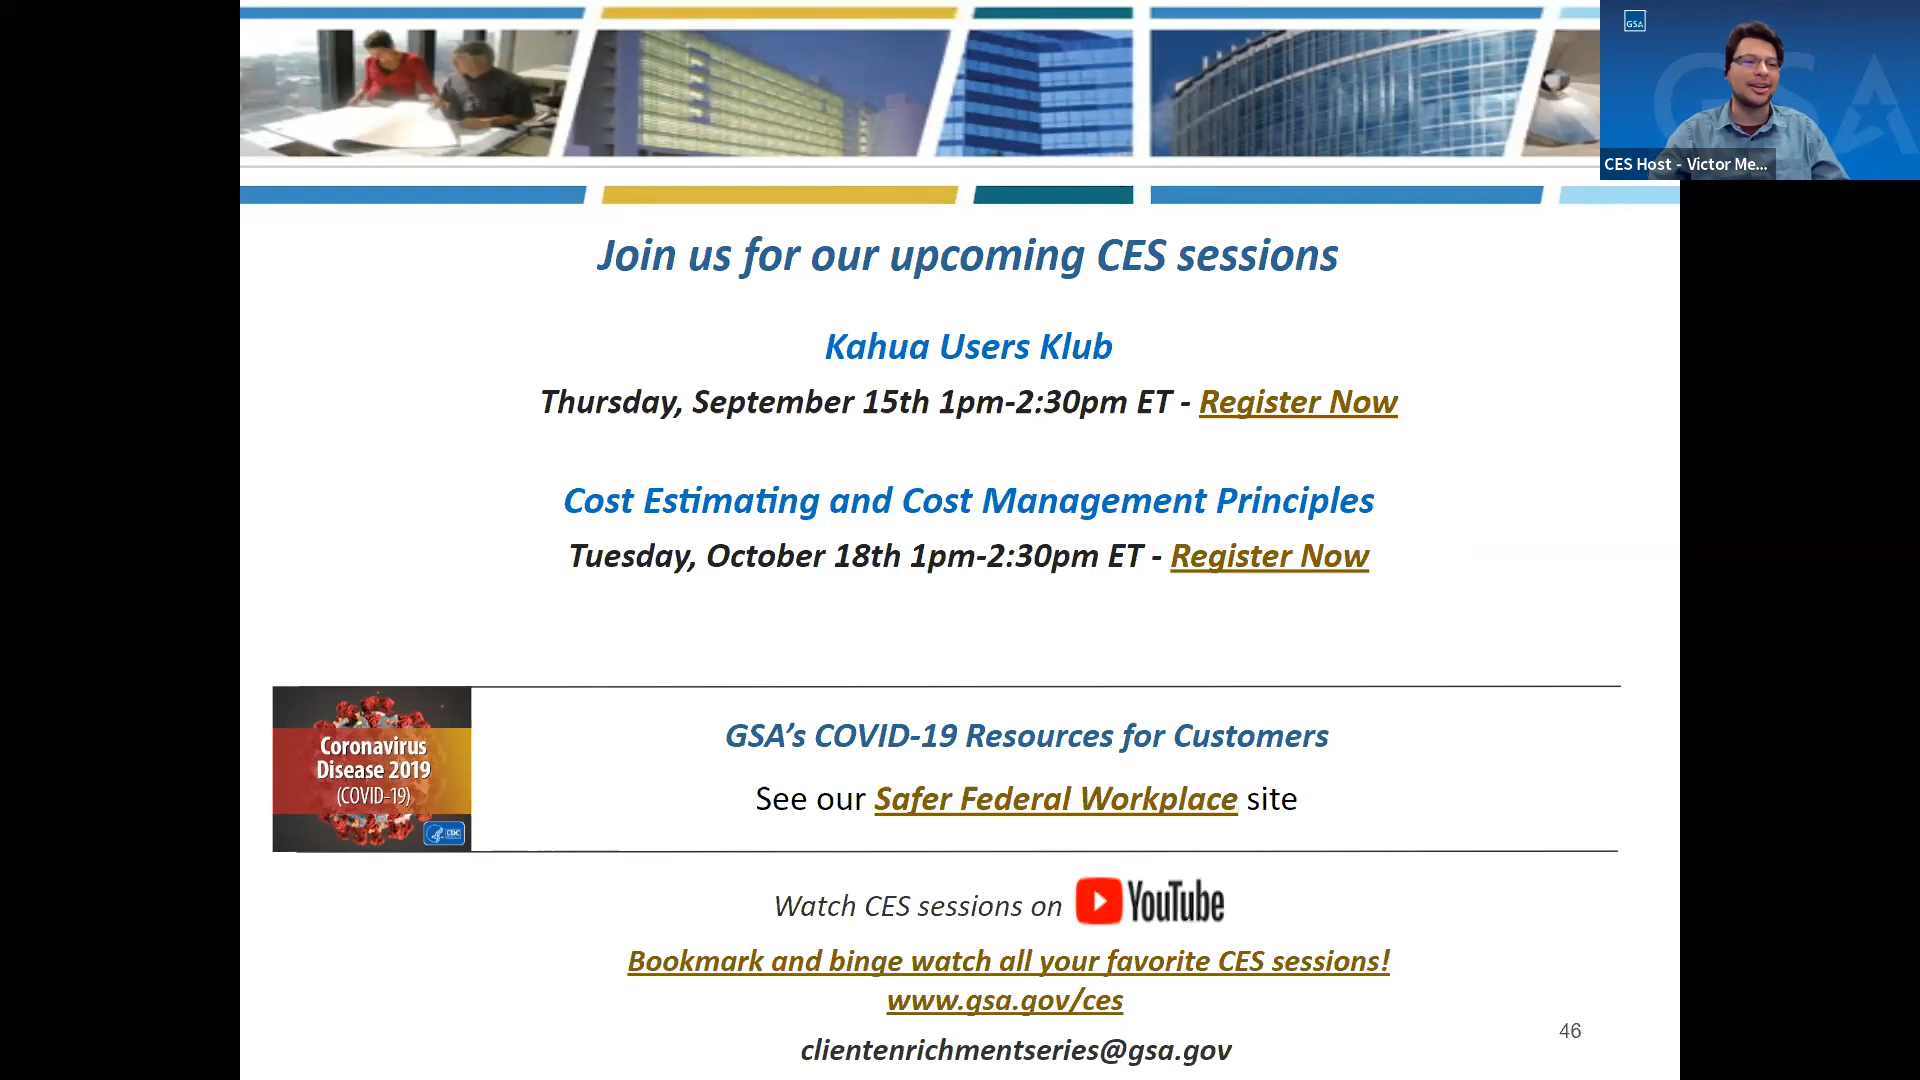 GSA
CES Host - Victor Me...
Join us for our upcoming CES sessions
Kahua Users Klub
Thursday, September 15th 1pm-2:30pm ET - Register Now
Cost Estimating and Cost Management Principles
Tuesday, October 18th 1pm-2:30pm ET - Register Now
Coronavirus
Disease 2019
(COVID-19)
CDC
GSA’s COVID-19 Resources for Customers
See our Safer Federal Workplace site
Watch CES sessions on YouTube
Bookmark and binge watch all your favorite CES sessions!
www.gsa.gov/ces
clientenrichmentseries@gsa.gov
46